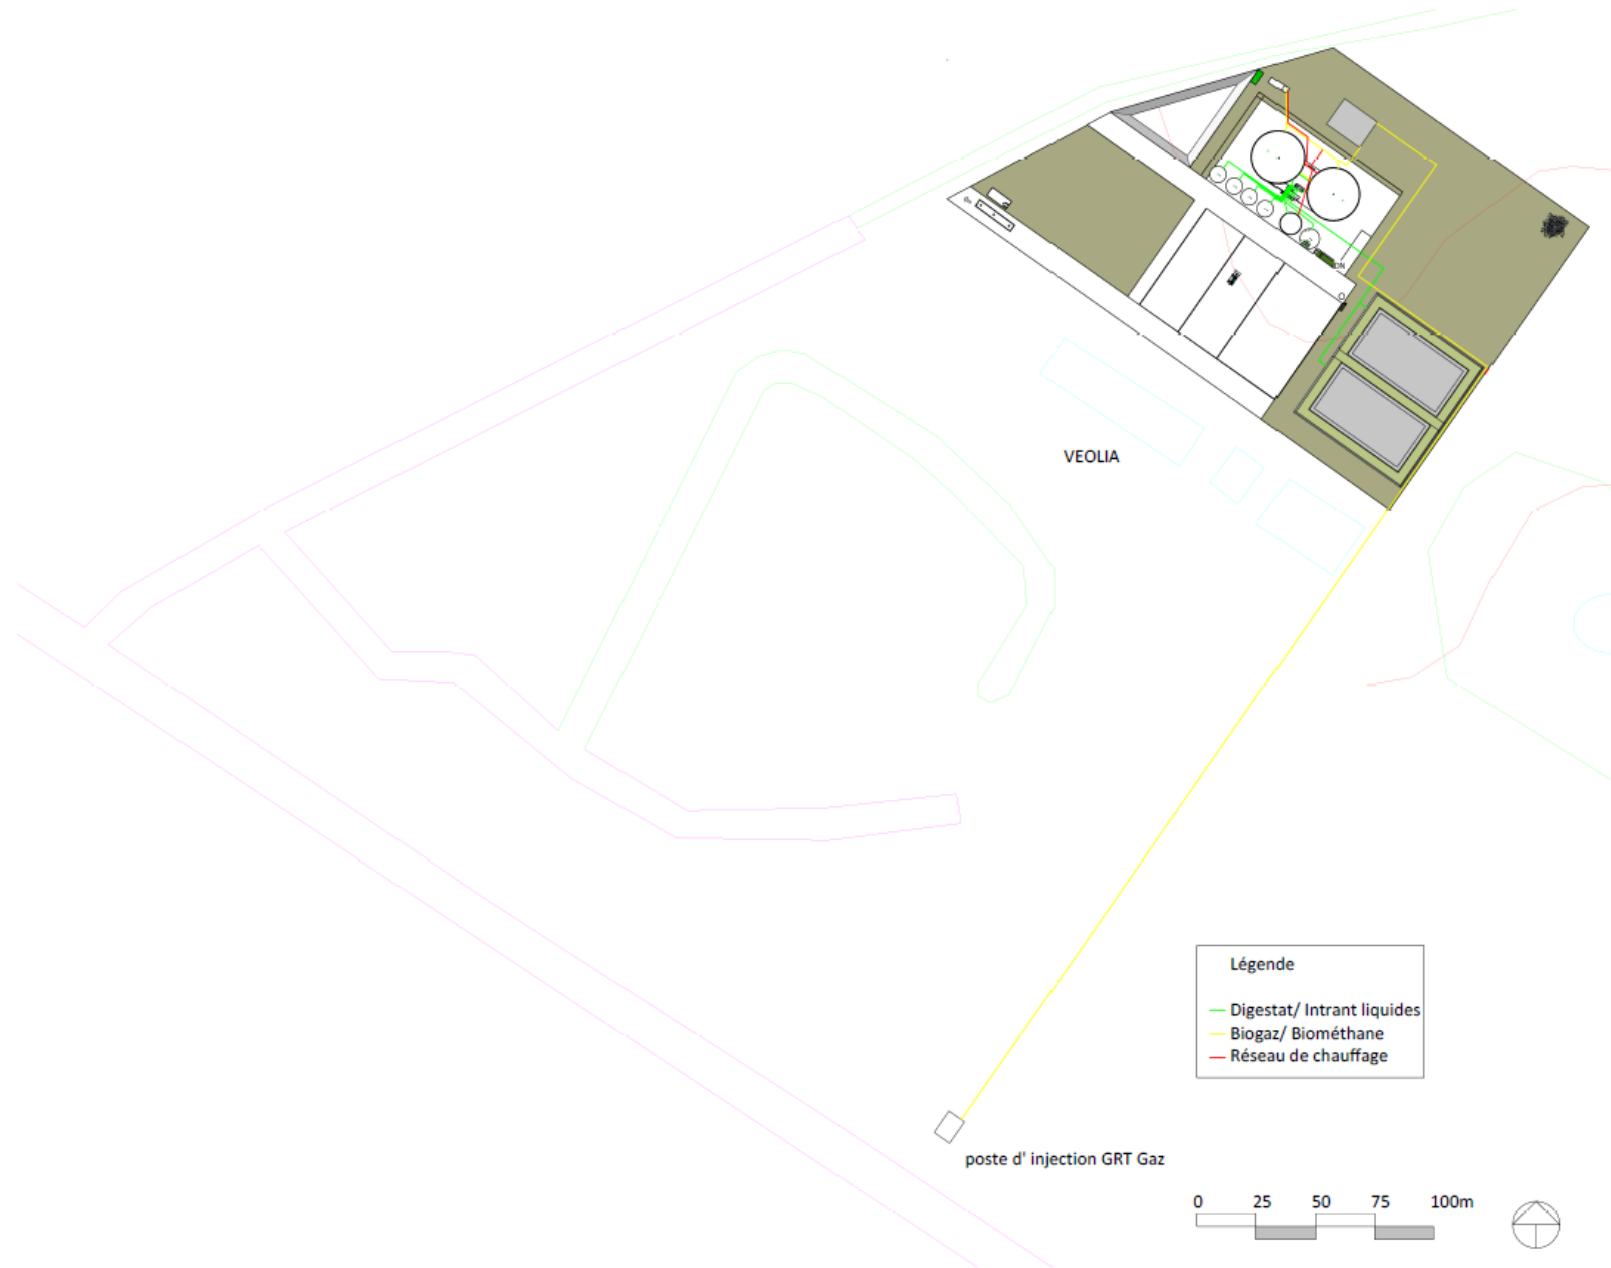 VEOLIA
Légende
Digestat/ Intrant liquides
Biogaz/ Biométhane
Réseau de chauffage
poste d' injection GRT Gaz
0 25 50 75 100m